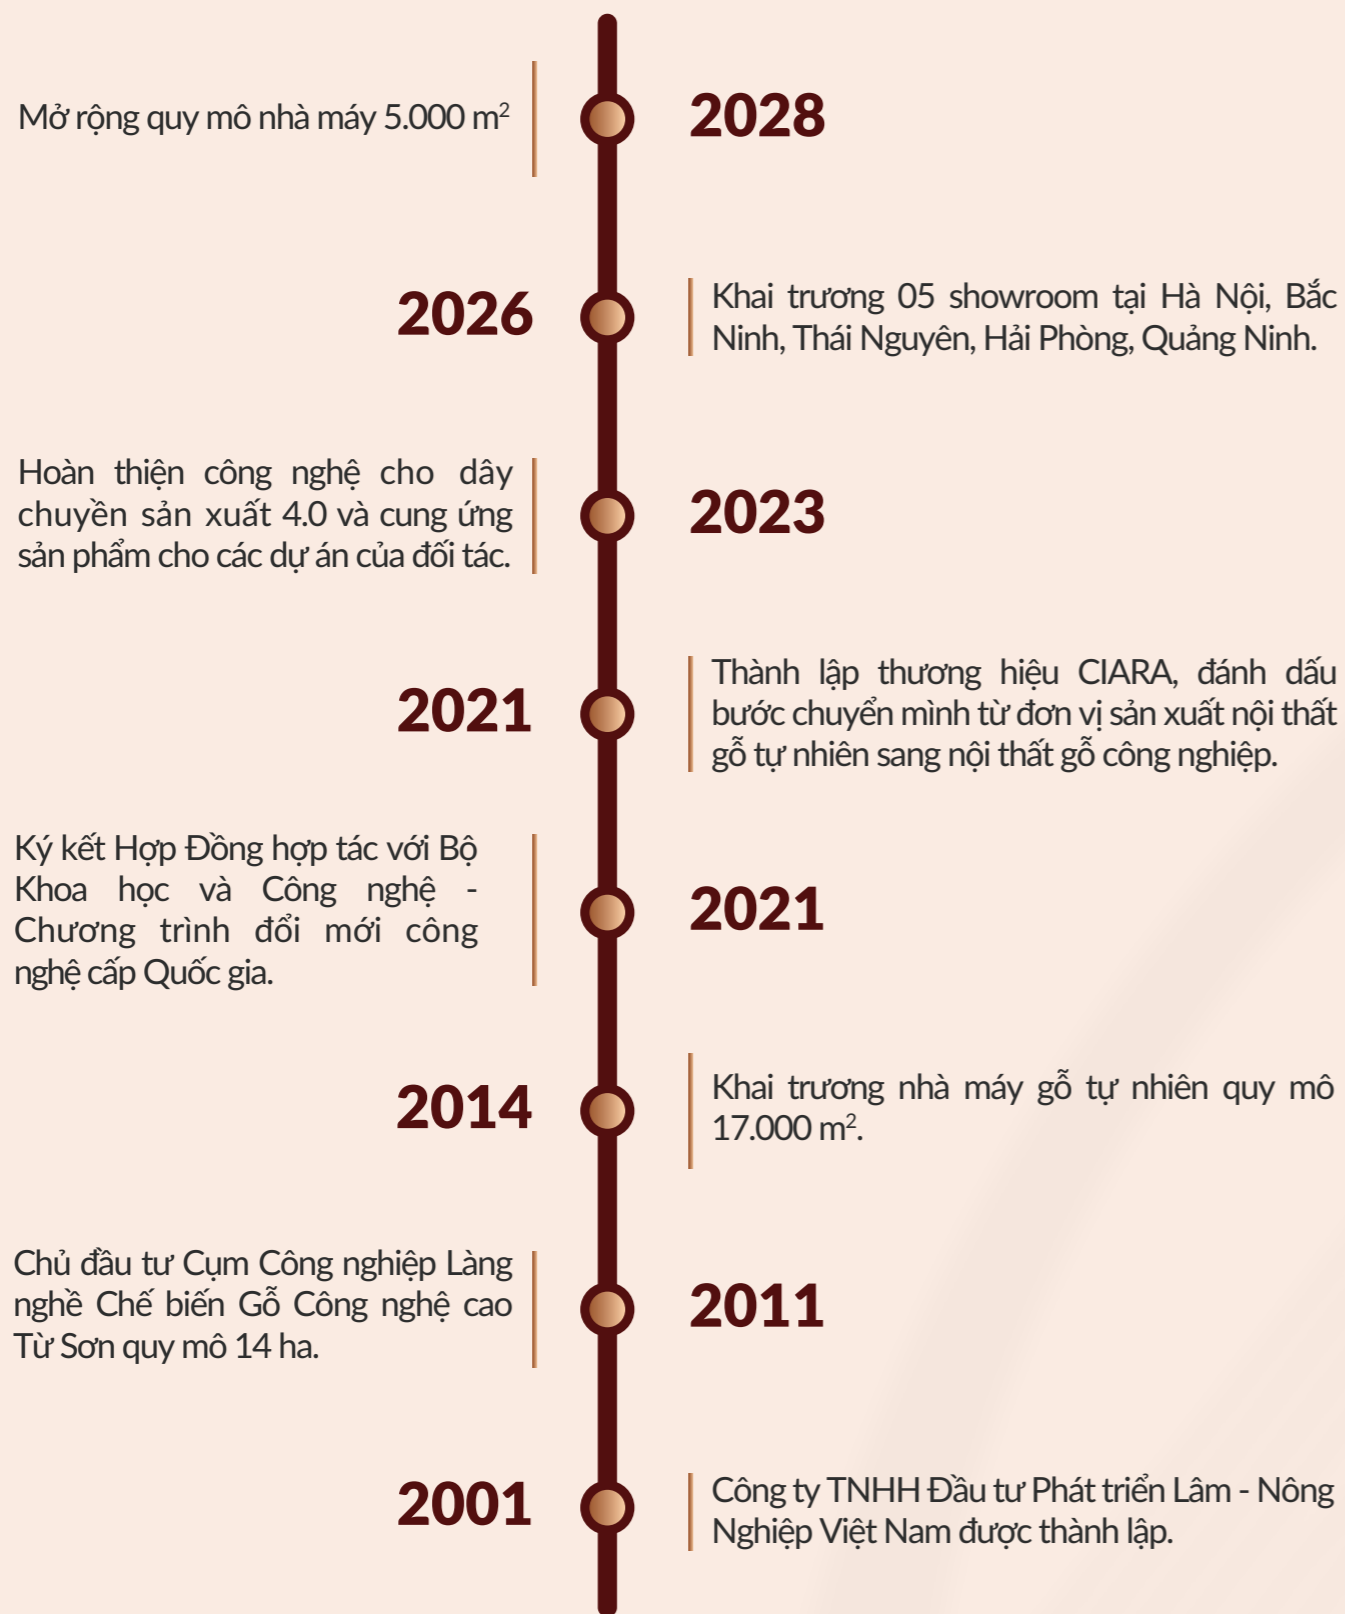 Mở rộng quy mô nhà máy 5.000 m²
2028
2026
Khai trương 05 showroom tại Hà Nội, Bắc
Ninh, Thái Nguyên, Hải Phòng, Quảng Ninh.
Hoàn thiện công nghệ cho dây
chuyền sản xuất 4.0 và cung ứng
sản phẩm cho các dự án của đối tác.
2023
2021
Thành lập thương hiệu CIARA, đánh dấu
bước chuyển mình từ đơn vị sản xuất nội thất
gỗ tự nhiên sang nội thất gỗ công nghiệp.
Ký kết Hợp Đồng hợp tác với Bộ
Khoa học và Công nghệ -
Chương trình đổi mới công
nghệ cấp Quốc gia.
2021
2014
Khai trương nhà máy gỗ tự nhiên quy mô
17.000 m².
Chủ đầu tư Cụm Công nghiệp Làng
nghề Chế biến Gỗ Công nghệ cao
Từ Sơn quy mô 14 ha.
2011
2001
Công ty TNHH Đầu tư Phát triển Lâm - Nông
Nghiệp Việt Nam được thành lập.